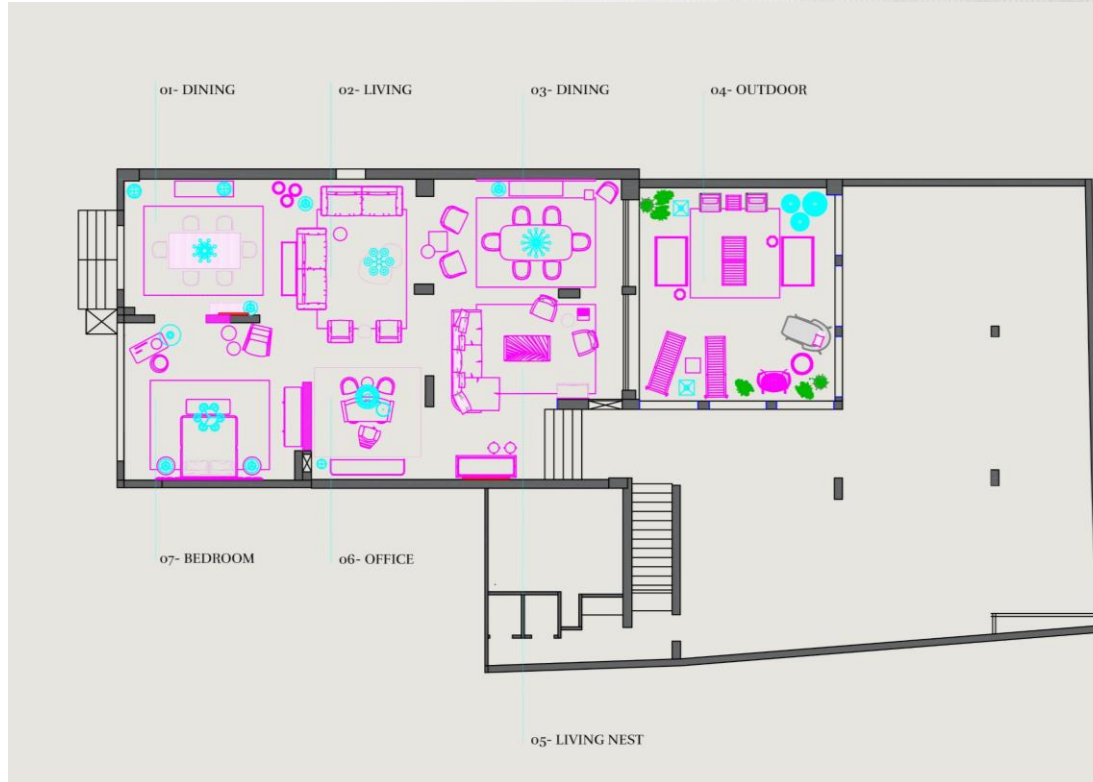 01- DINING
02- LIVING
03- DINING
04- OUTDOOR
07- BEDROOM
06- OFFICE
05- LIVING NEST